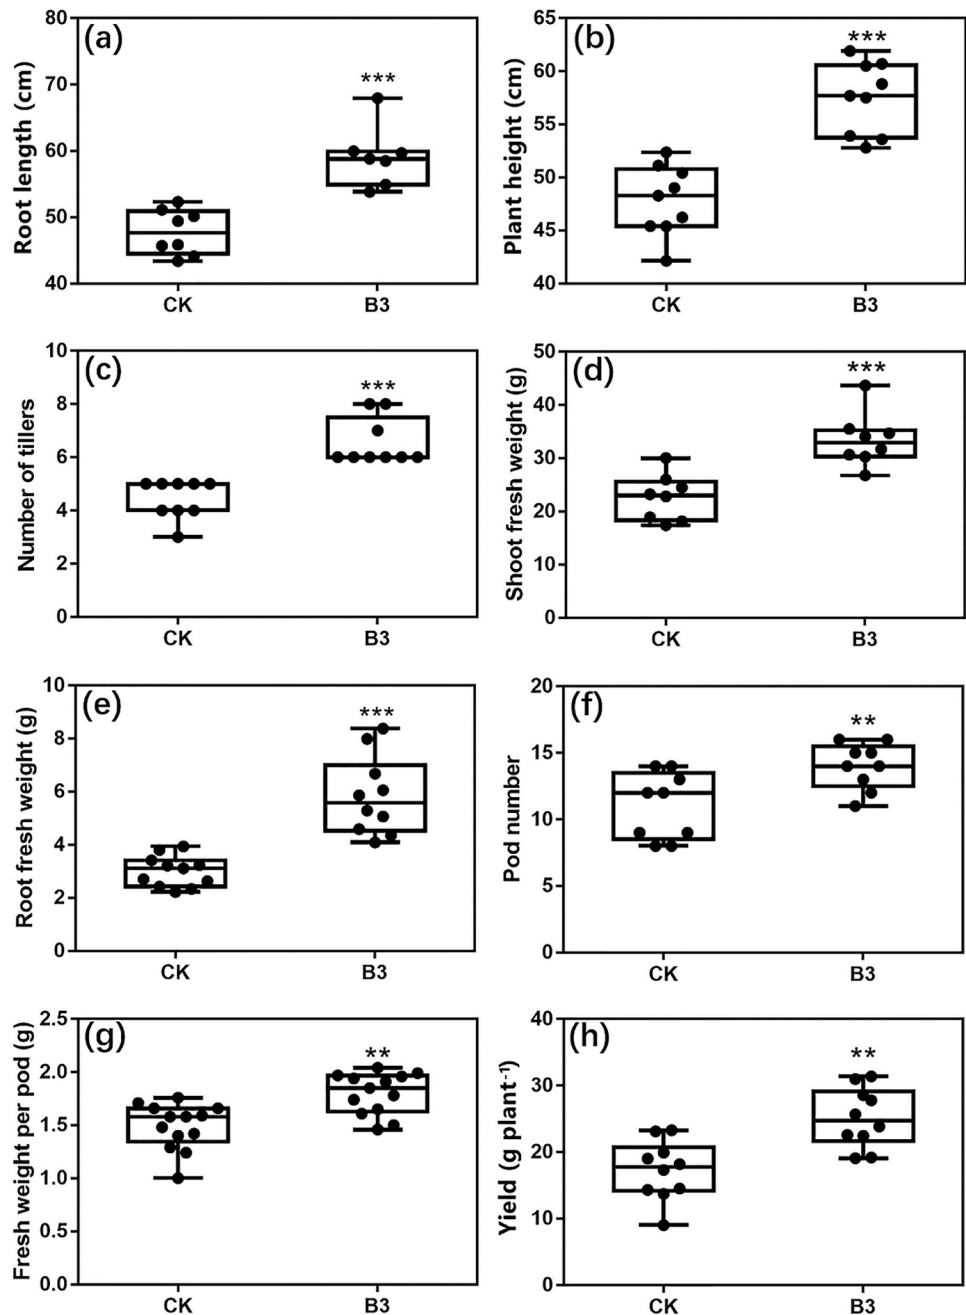 (a)
Root length (cm)
80
70
60
50
40
***
CK
B3
(b)
Plant height (cm)
65
60
55
50
45
40
***
CK
B3
(c)
Number of tillers
10
8
6
4
2
0
***
CK
B3
(d)
Shoot fresh weight (g)
50
40
30
20
10
0
***
CK
B3
(e)
Root fresh weight (g)
10
8
6
4
2
0
***
CK
B3
(f)
Pod number
20
15
10
5
0
**
CK
B3
(g)
Fresh weight per pod (g)
2.5
2.0
1.5
1.0
0.5
0.0
**
CK
B3
(h)
Yield (g plant⁻¹)
40
30
20
10
0
**
CK
B3